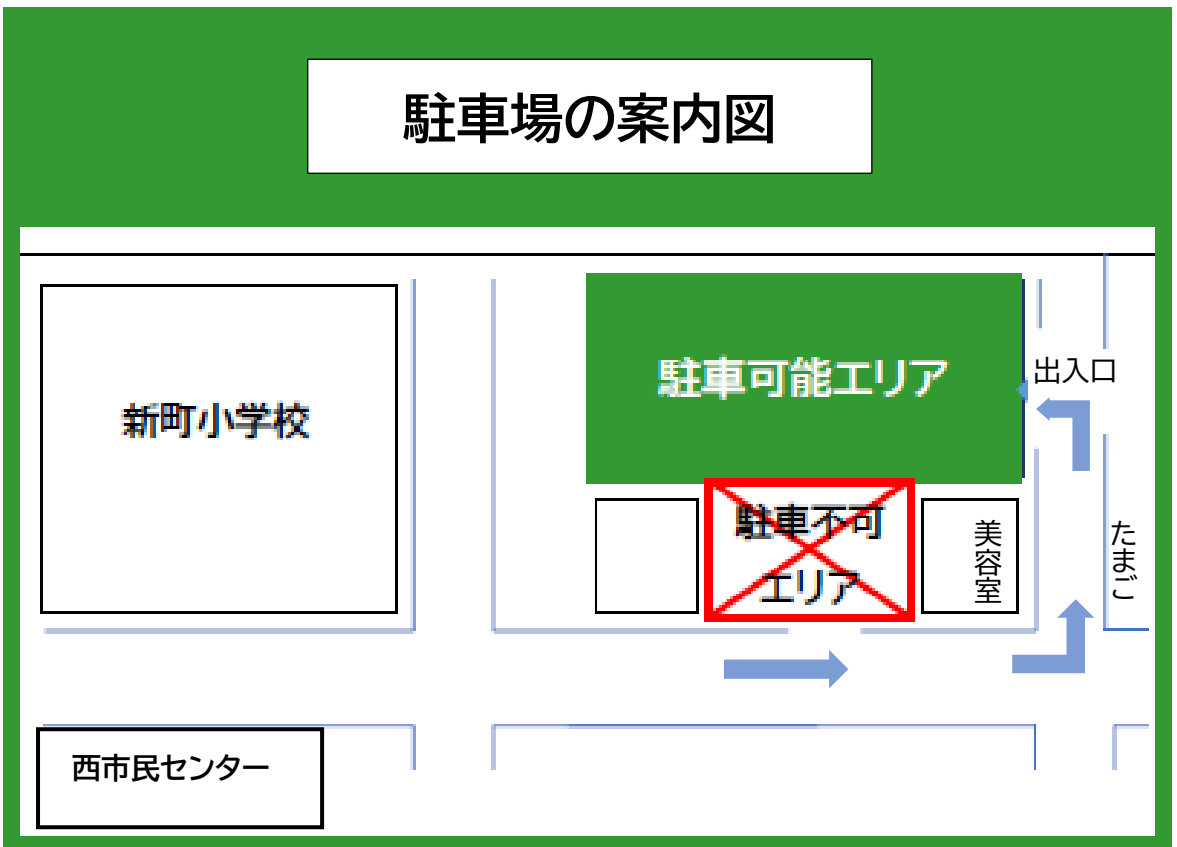 駐車場の案内図
駐車可能エリア
出入口
新町小学校
駐車不可
エリア
美容室
たまご
西市民センター